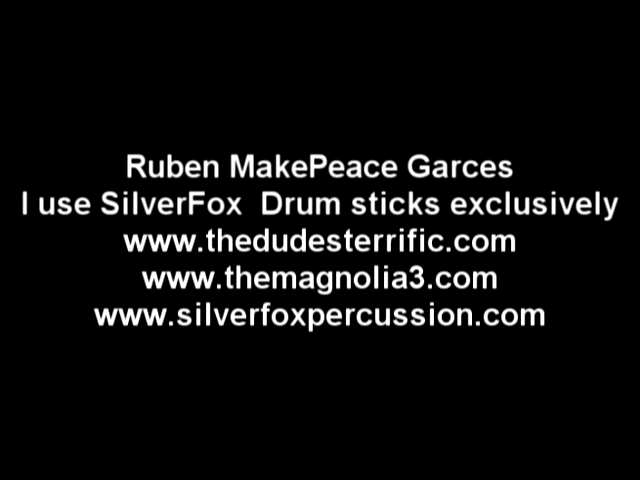 Ruben MakePeace Garces
I use SilverFox  Drum sticks exclusively
www.thedudesterrific.com
www.themagnolia3.com
www.silverfoxpercussion.com